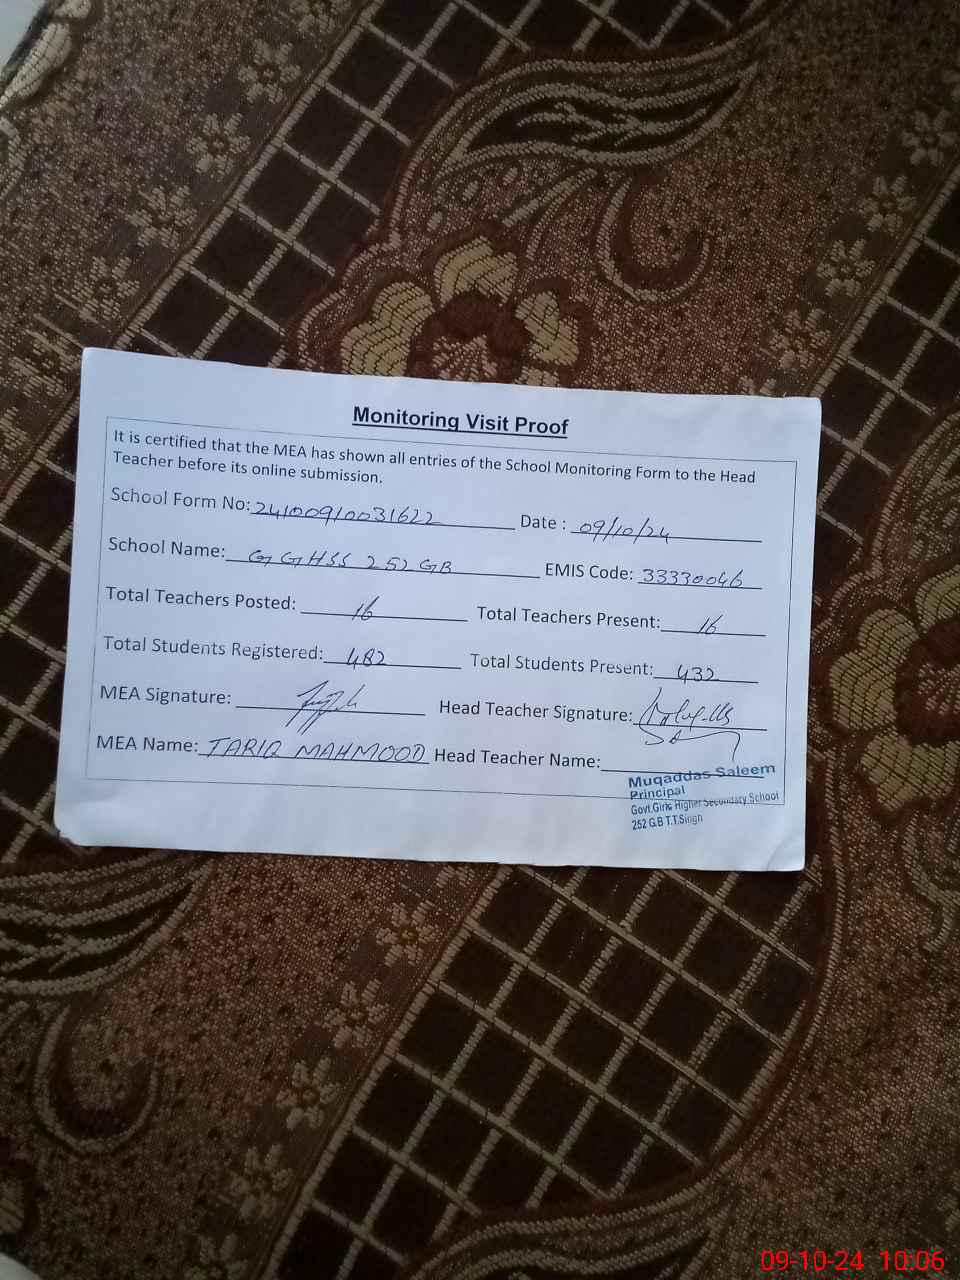 Monitoring Visit Proof
It is certified that the MEA has shown all entries of the School Monitoring Form to the Head
Teacher before its online submission.
School Form No: 24100910031622 Date : 09/10/24
School Name: GGHSS 252 GB EMIS Code: 33330046
Total Teachers Posted: 16 Total Teachers Present: 16
Total Students Registered: 482 Total Students Present: 432
MEA Signature: Head Teacher Signature:
MEA Name: TARIQ MAHMOOD Head Teacher Name:
Muqaddas Saleem
Principal
Govt.Girls Higher Secondary School
252 G.B T.T.Singh
09-10-24 10:06